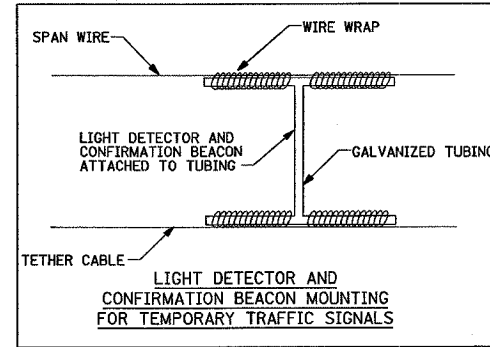 SPAN WIRE
WIRE WRAP
LIGHT DETECTOR AND
CONFIRMATION BEACON
ATTACHED TO TUBING
GALVANIZED TUBING
TETHER CABLE
LIGHT DETECTOR AND
CONFIRMATION BEACON MOUNTING
FOR TEMPORARY TRAFFIC SIGNALS